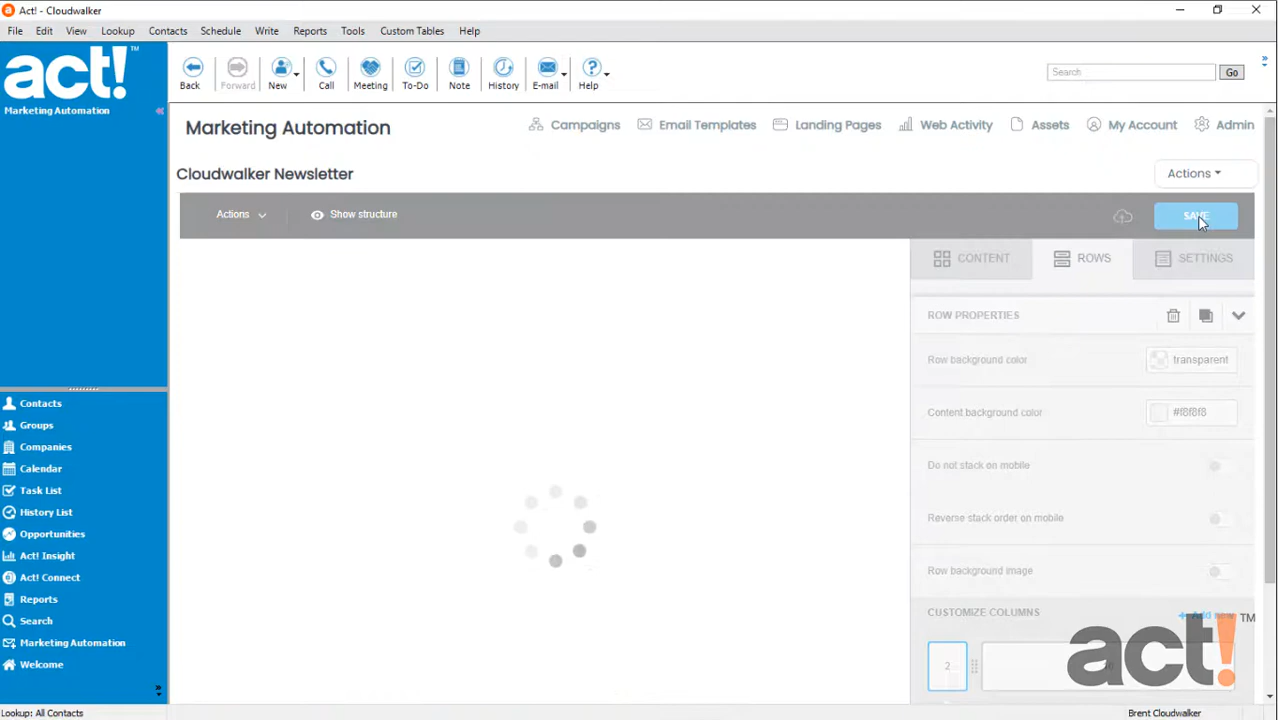 Act! - Cloudwalker
File Edit View Lookup Contacts Schedule Write Reports Tools Custom Tables Help
act!™
Marketing Automation
Back Forward New Call Meeting To-Do Note History E-mail Help
Search Go
Marketing Automation
Campaigns Email Templates Landing Pages Web Activity Assets My Account Admin
Cloudwalker Newsletter
Actions
Actions Show structure SAVE
CONTENT ROWS SETTINGS
ROW PROPERTIES
Row background color transparent
Content background color #f8f8f8
Do not stack on mobile
Reverse stack order on mobile
Row background image
CUSTOMIZE COLUMNS + Add new
2
act!™
Contacts
Groups
Companies
Calendar
Task List
History List
Opportunities
Act! Insight
Act! Connect
Reports
Search
Marketing Automation
Welcome
Lookup: All Contacts
Brent Cloudwalker